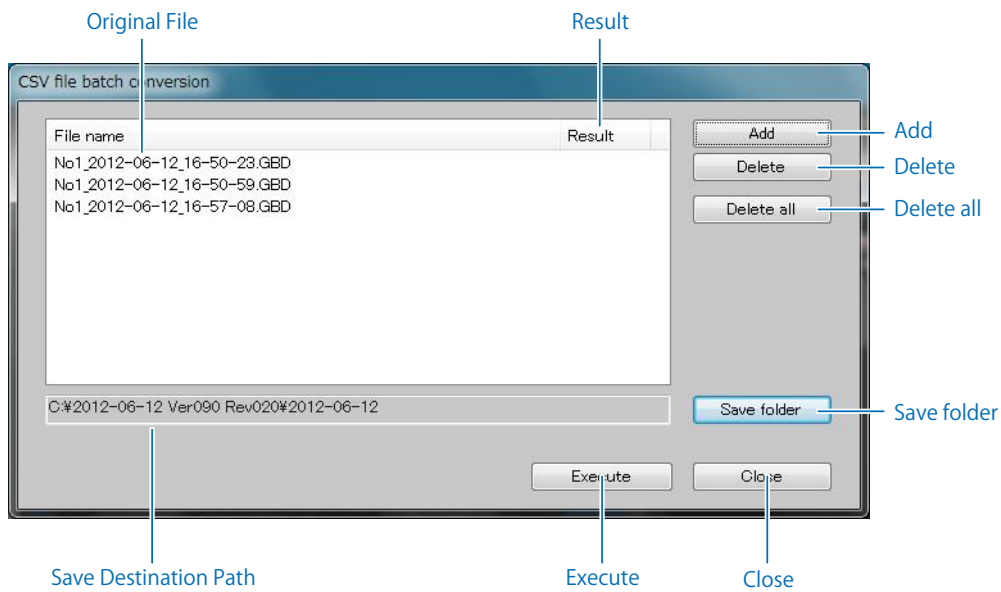 Original File
Result
CSV file batch conversion
File name Result
Add
Add
No1_2012-06-12_16-50-23.GBD
Delete
Delete
No1_2012-06-12_16-50-59.GBD
No1_2012-06-12_16-57-08.GBD
Delete all
Delete all
C:¥2012-06-12 Ver090 Rev020¥2012-06-12
Save folder
Save folder
Execute
Close
Save Destination Path
Execute
Close